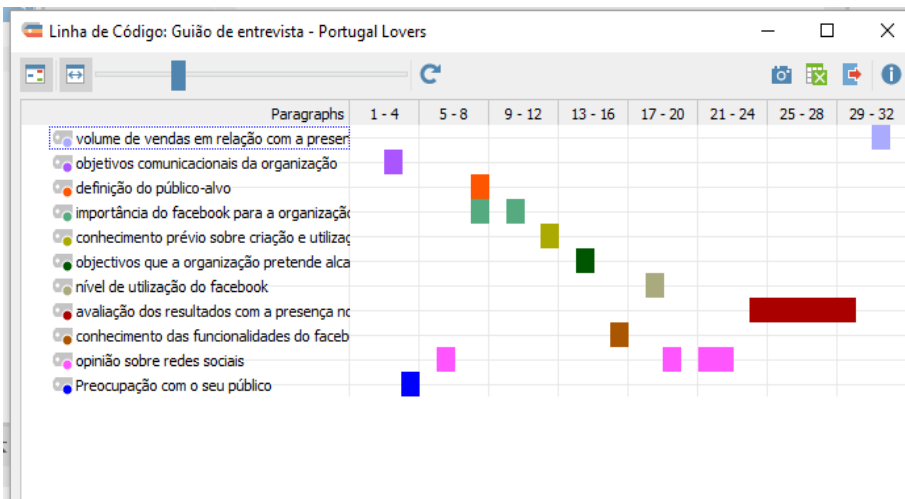 Linha de Código: Guião de entrevista - Portugal Lovers
Paragraphs 1 - 4 5 - 8 9 - 12 13 - 16 17 - 20 21 - 24 25 - 28 29 - 32
volume de vendas em relação com a presen
objetivos comunicacionais da organização
definição do público-alvo
importância do facebook para a organização
conhecimento prévio sobre criação e utilizaç
objectivos que a organização pretende alca
nível de utilização do facebook
avaliação dos resultados com a presença no
conhecimento das funcionalidades do faceb
opinião sobre redes sociais
Preocupação com o seu público